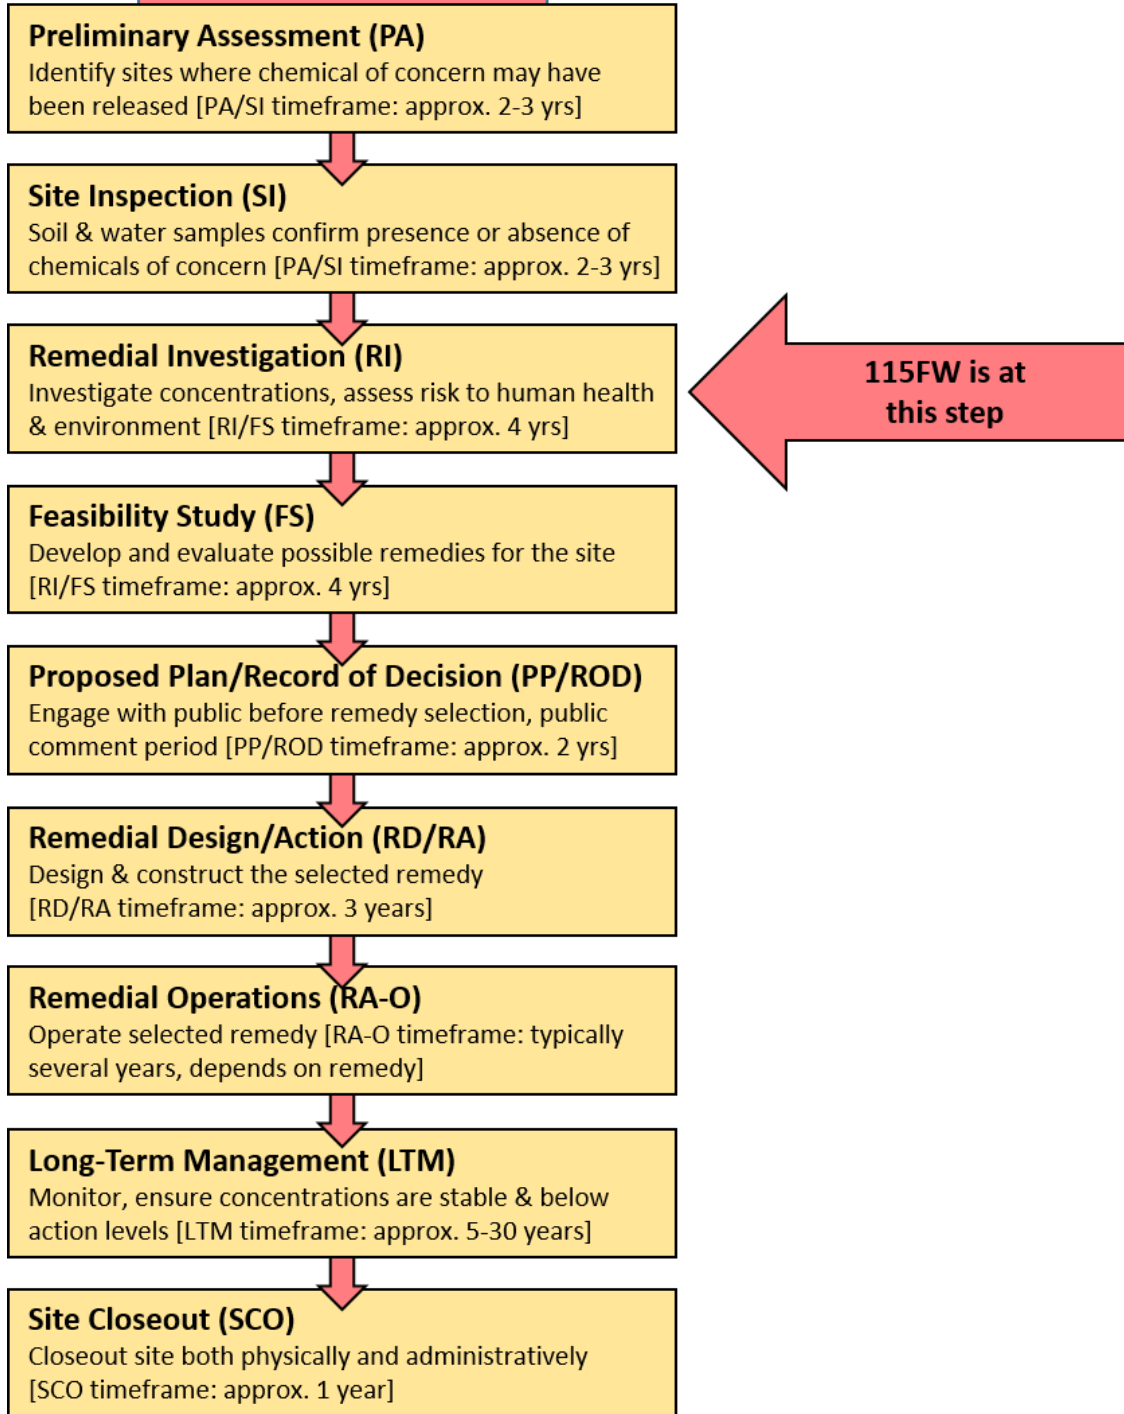 Preliminary Assessment (PA)
Identify sites where chemical of concern may have
been released [PA/SI timeframe: approx. 2-3 yrs]
Site Inspection (SI)
Soil & water samples confirm presence or absence of
chemicals of concern [PA/SI timeframe: approx. 2-3 yrs]
Remedial Investigation (RI)
Investigate concentrations, assess risk to human health
& environment [RI/FS timeframe: approx. 4 yrs]
115FW is at
this step
Feasibility Study (FS)
Develop and evaluate possible remedies for the site
[RI/FS timeframe: approx. 4 yrs]
Proposed Plan/Record of Decision (PP/ROD)
Engage with public before remedy selection, public
comment period [PP/ROD timeframe: approx. 2 yrs]
Remedial Design/Action (RD/RA)
Design & construct the selected remedy
[RD/RA timeframe: approx. 3 years]
Remedial Operations (RA-O)
Operate selected remedy [RA-O timeframe: typically
several years, depends on remedy]
Long-Term Management (LTM)
Monitor, ensure concentrations are stable & below
action levels [LTM timeframe: approx. 5-30 years]
Site Closeout (SCO)
Closeout site both physically and administratively
[SCO timeframe: approx. 1 year]